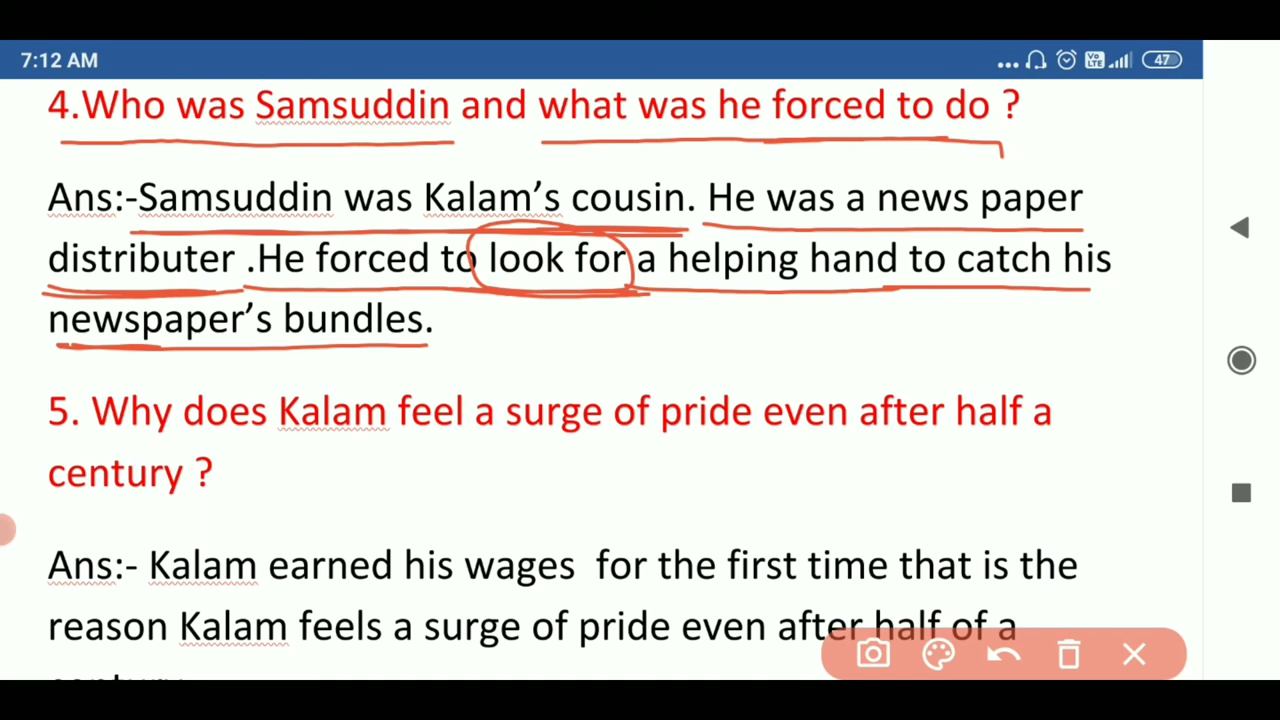 7:12 AM
Vo LTE
47
4.Who was Samsuddin and what was he forced to do ?
Ans:-Samsuddin was Kalam’s cousin. He was a news paper
distributer .He forced to look for a helping hand to catch his
newspaper’s bundles.
5. Why does Kalam feel a surge of pride even after half a
century ?
Ans:- Kalam earned his wages for the first time that is the
reason Kalam feels a surge of pride even after half of a